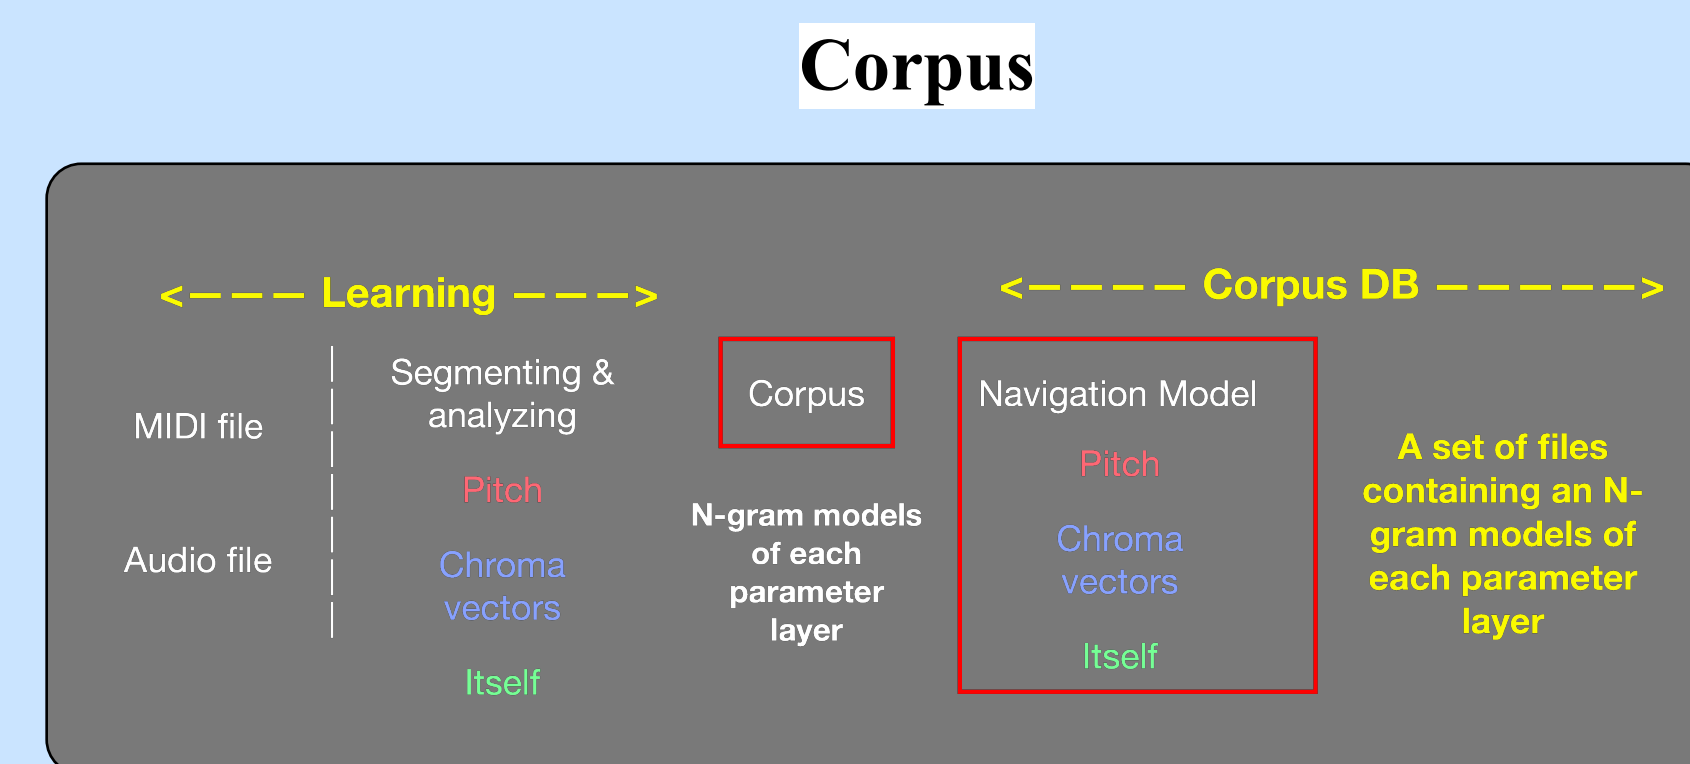 Corpus
<— — — Learning — — —>
<— — — — Corpus DB — — — — —>
MIDI file
Audio file
Segmenting &
analyzing
Pitch
Chroma
vectors
Itself
Corpus
N-gram models
of each
parameter
layer
Navigation Model
Pitch
Chroma
vectors
Itself
A set of files
containing an N-
gram models of
each parameter
layer